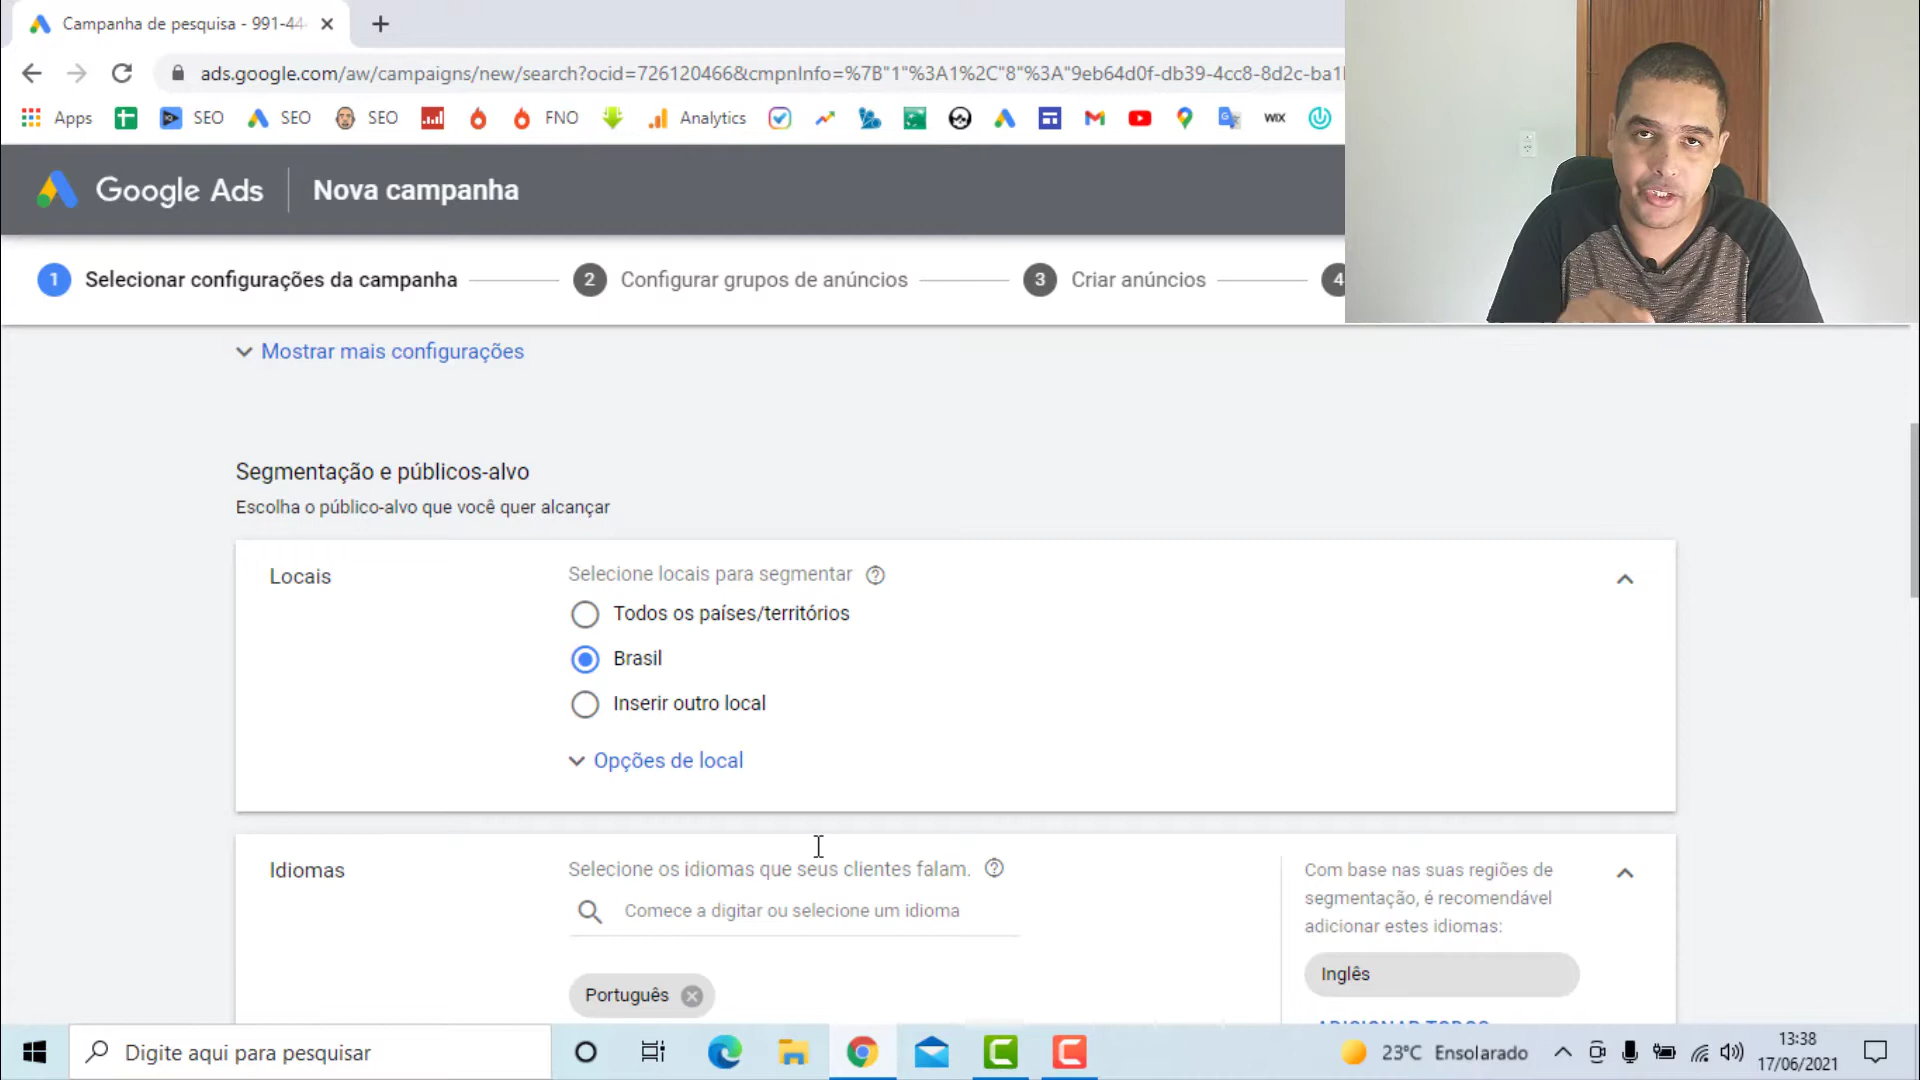 Campanha de pesquisa - 991-44
ads.google.com/aw/campaigns/new/search?ocid=726120466&cmpnInfo=%7B"1"%3A1%2C"8"%3A"9eb64d0f-db39-4cc8-8d2c-ba1
Apps SEO SEO SEO FNO Analytics WIX
Google Ads Nova campanha
1 Selecionar configurações da campanha 2 Configurar grupos de anúncios 3 Criar anúncios 4
Mostrar mais configurações
Segmentação e públicos-alvo
Escolha o público-alvo que você quer alcançar
Locais
Selecione locais para segmentar
Todos os países/territórios
Brasil
Inserir outro local
Opções de local
Idiomas
Selecione os idiomas que seus clientes falam.
Comece a digitar ou selecione um idioma
Português
Com base nas suas regiões de
segmentação, é recomendável
adicionar estes idiomas:
Inglês
ADICIONAR TODOS
Digite aqui para pesquisar
23°C Ensolarado
13:38
17/06/2021